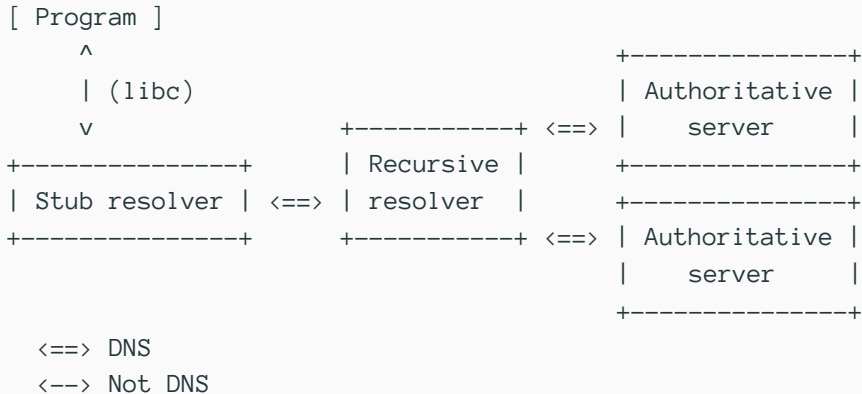 [ Program ]
^
| (libc)
v
+---------------+
| Stub resolver | <==>
+---------------+
+-----------+ <==>
| Recursive |
| resolver |
+-----------+ <==>
+--------------+
| Authoritative |
| server |
+--------------+
+--------------+
| Authoritative |
| server |
+--------------+
<==> DNS
<--> Not DNS